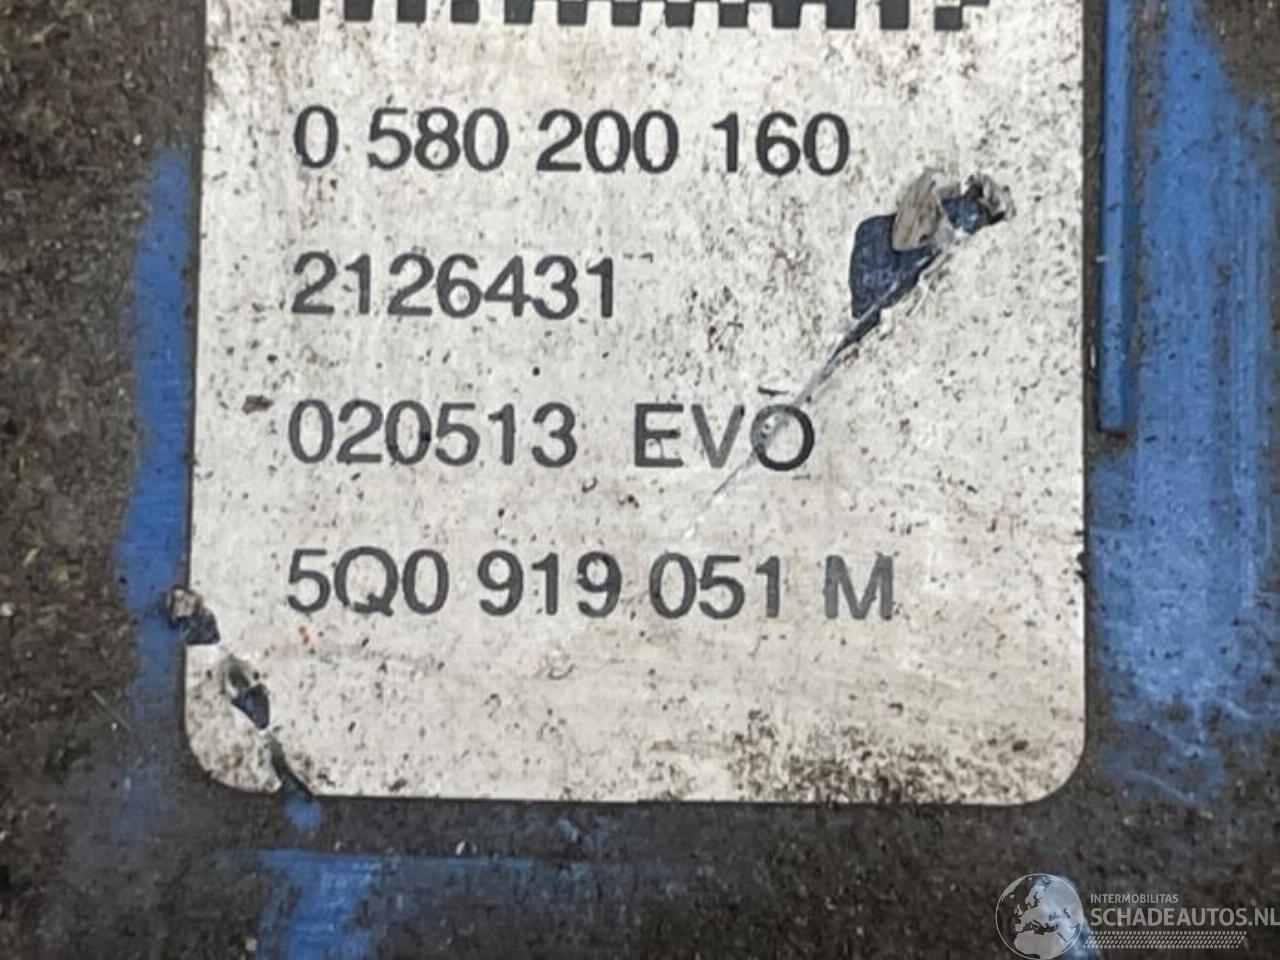 0 580 200 160
2126431
020513 EVO
5Q0 919 051 M
INTERMOBILITAS
SCHADEAUTOS.NL